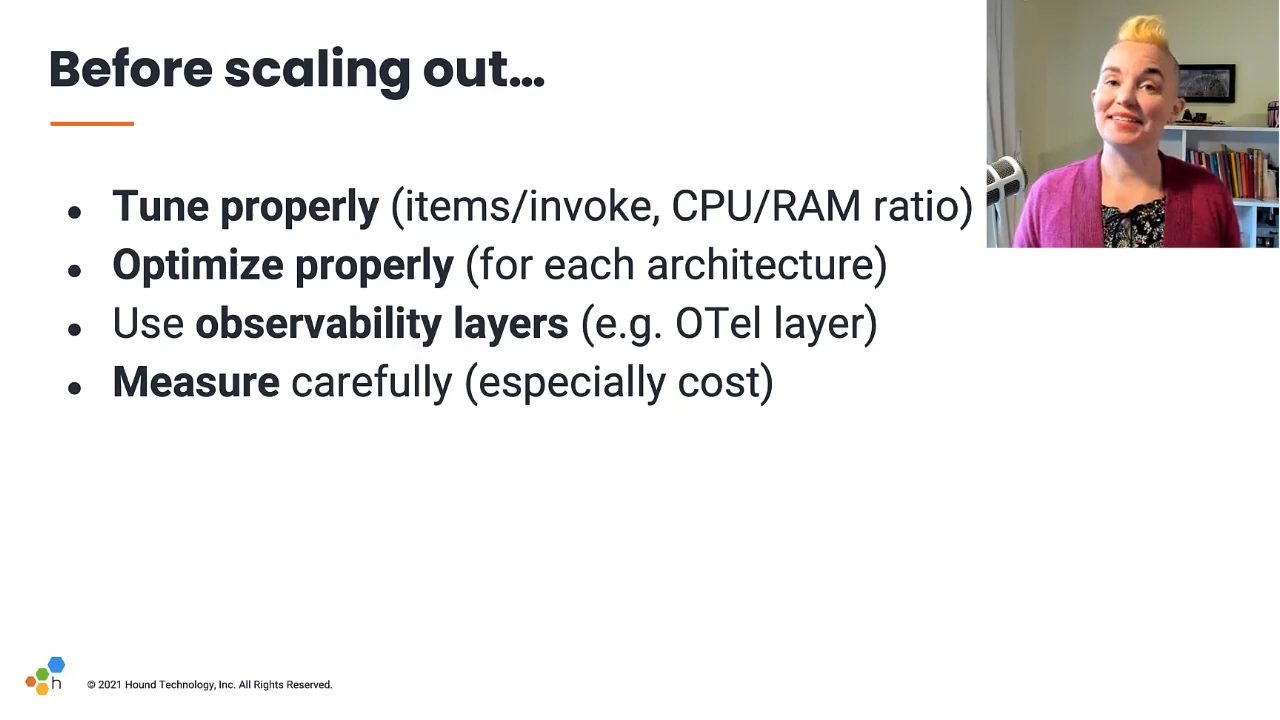 Before scaling out...
● Tune properly (items/invoke, CPU/RAM ratio)
● Optimize properly (for each architecture)
● Use observability layers (e.g. OTel layer)
● Measure carefully (especially cost)
h
© 2021 Hound Technology, Inc. All Rights Reserved.